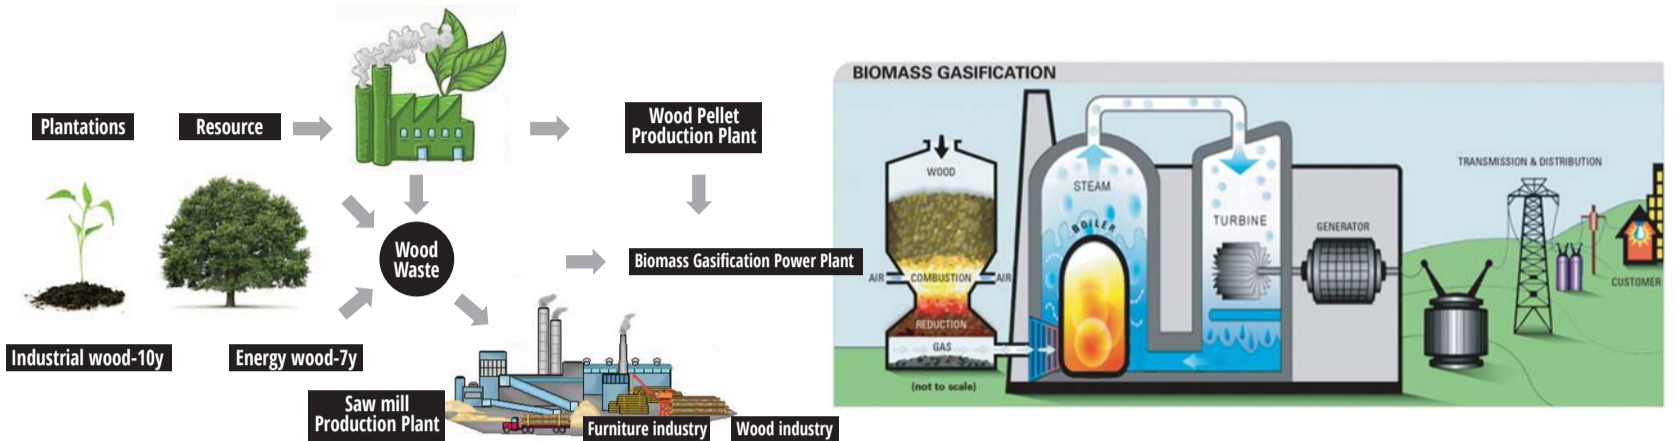 Plantations
Resource
Wood Pellet
Production Plant
Wood
Waste
Biomass Gasification Power Plant
Industrial wood-10y
Energy wood-7y
Saw mill
Production Plant
Furniture industry
Wood industry
BIOMASS GASIFICATION
WOOD
AIR
COMBUSTION
AIR
REDUCTION
GAS
(not to scale)
STEAM
BOILER
TURBINE
GENERATOR
TRANSMISSION & DISTRIBUTION
CUSTOMER